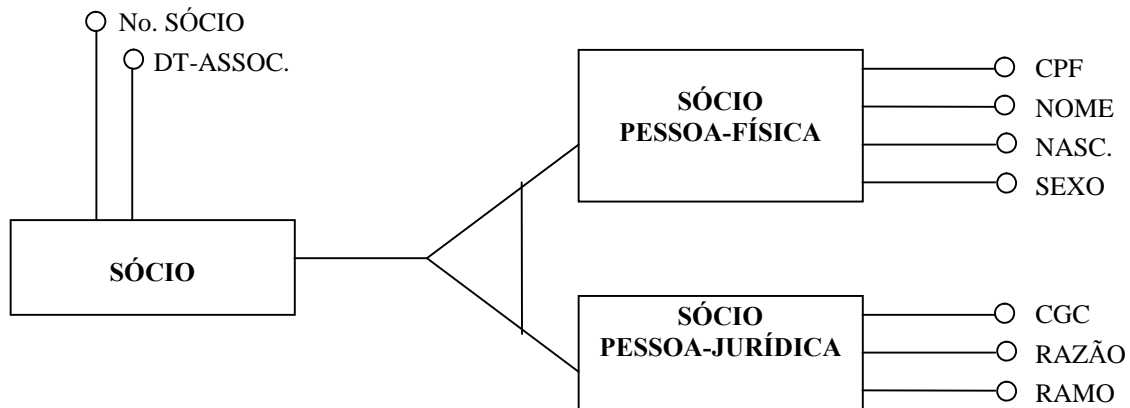 No. SÓCIO
DT-ASSOC.
SÓCIO
SÓCIO
PESSOA-FÍSICA
CPF
NOME
NASC.
SEXO
SÓCIO
PESSOA-JURÍDICA
CGC
RAZÃO
RAMO